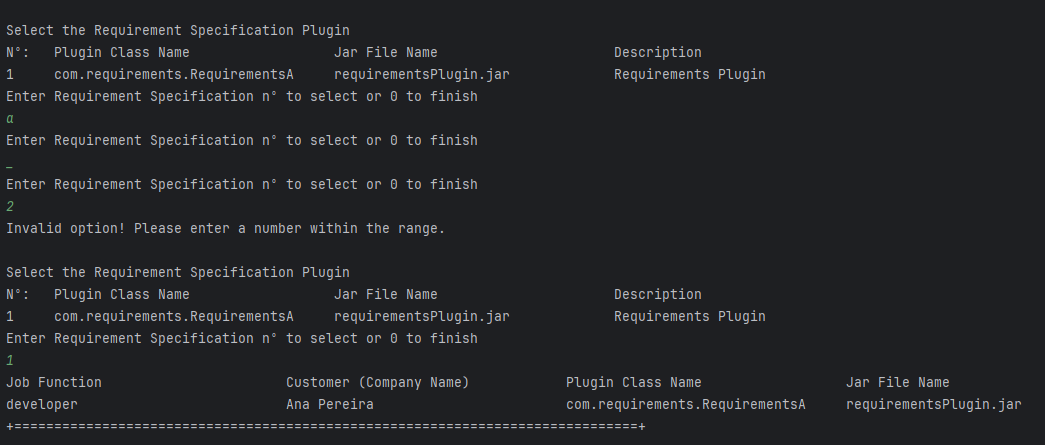 Select the Requirement Specification Plugin
N°:   Plugin Class Name                  Jar File Name                      Description
1     com.requirements.RequirementsA     requirementsPlugin.jar             Requirements Plugin
Enter Requirement Specification n° to select or 0 to finish
a
Enter Requirement Specification n° to select or 0 to finish
_
Enter Requirement Specification n° to select or 0 to finish
2
Invalid option! Please enter a number within the range.
Select the Requirement Specification Plugin
N°:   Plugin Class Name                  Jar File Name                      Description
1     com.requirements.RequirementsA     requirementsPlugin.jar             Requirements Plugin
Enter Requirement Specification n° to select or 0 to finish
1
Job Function                       Customer (Company Name)            Plugin Class Name                  Jar File Name
developer                          Ana Pereira                        com.requirements.RequirementsA     requirementsPlugin.jar
+==============================================================================+